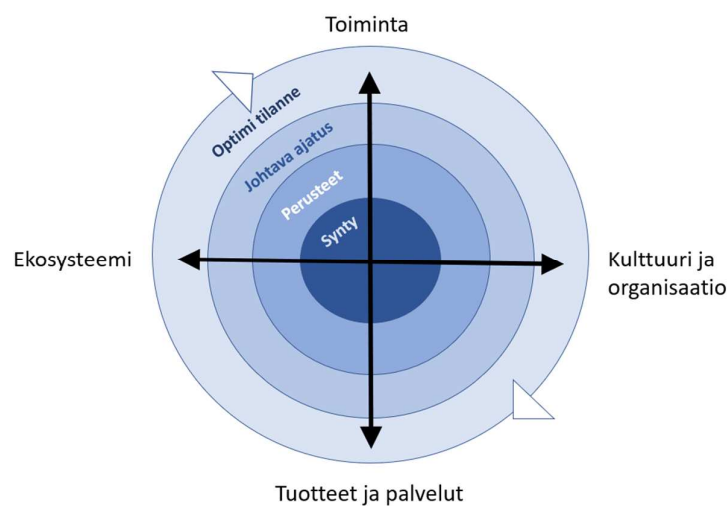 Toiminta
Optimi tilanne
Johtava ajatus
Perusteet
Synty
Ekosysteemi
Kulttuuri ja
organisaatio
Tuotteet ja palvelut